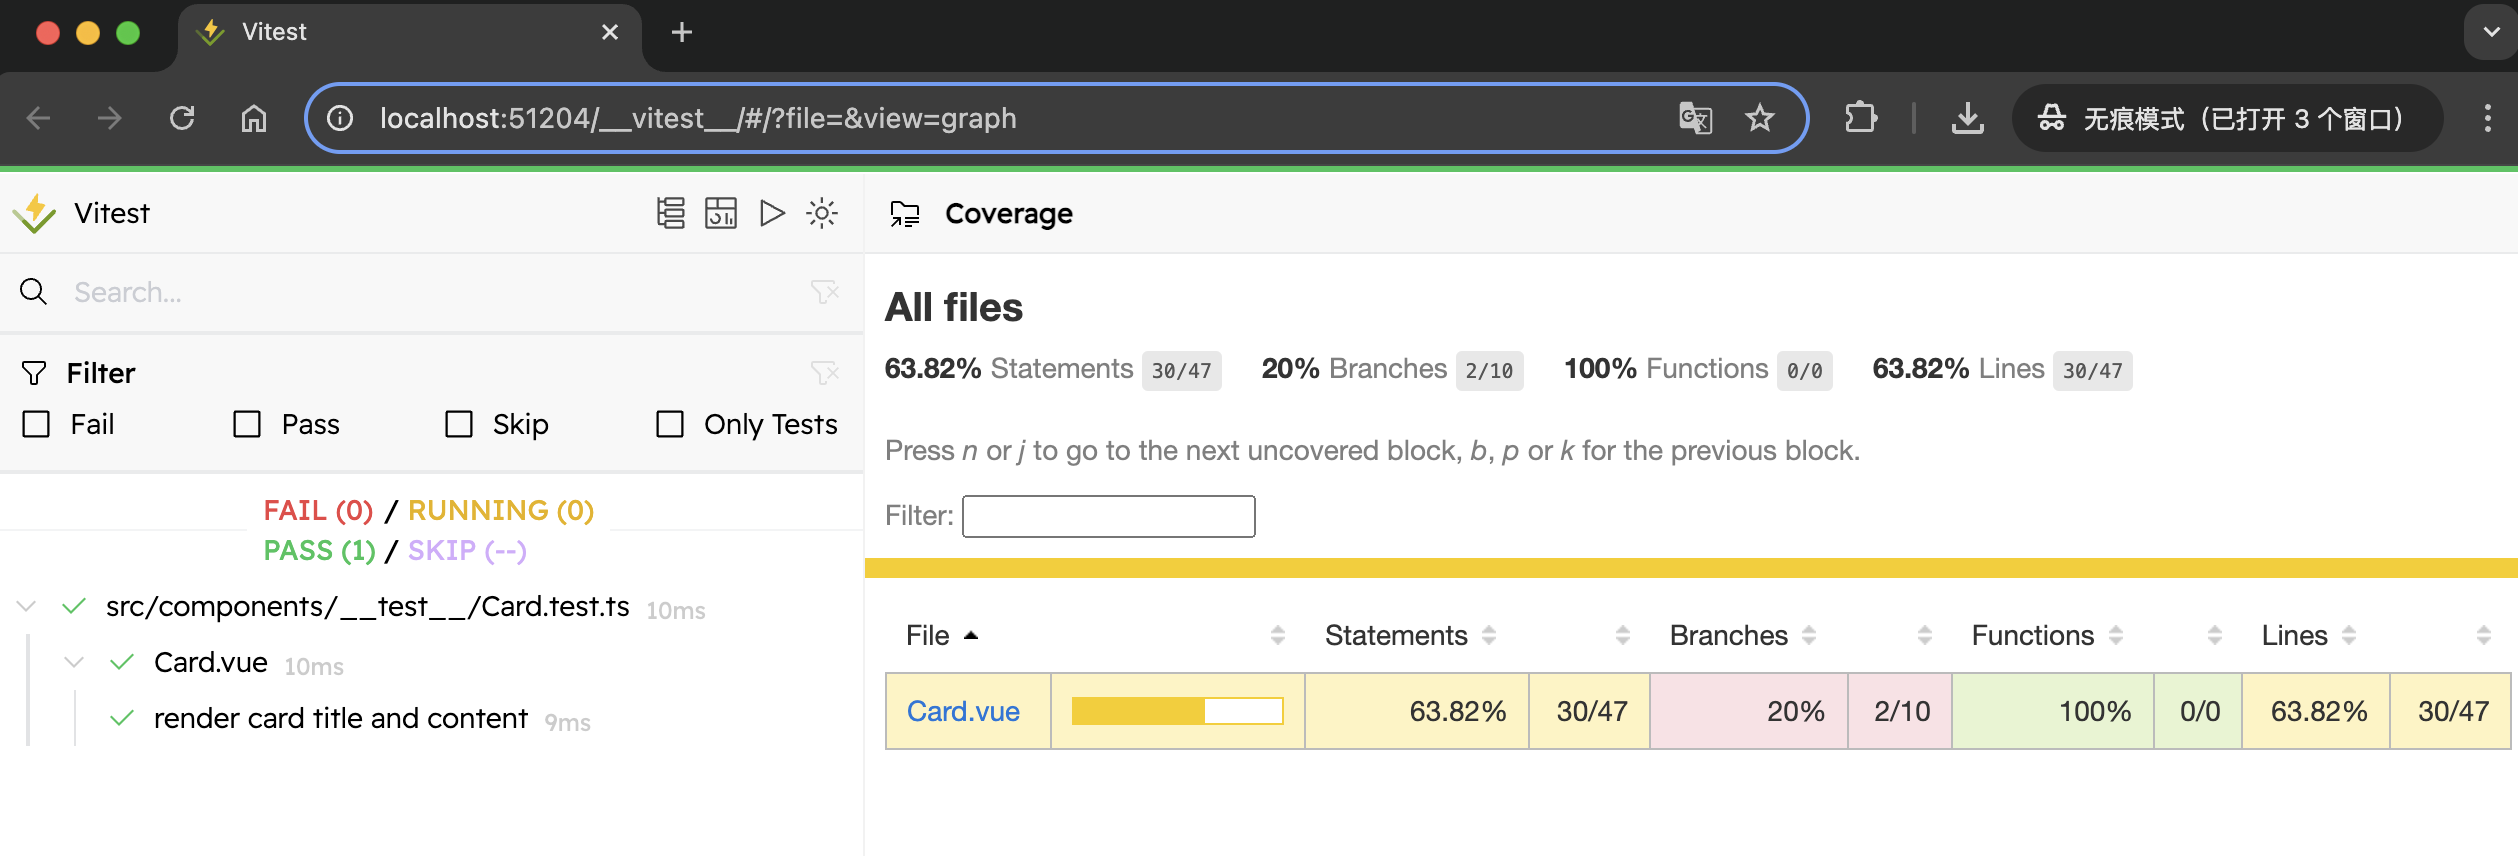 Vitest
localhost:51204/__vitest__/#/?file=&view=graph
无痕模式（已打开 3 个窗口）
Vitest
Search...
Filter
Fail Pass Skip Only Tests
FAIL (0) / RUNNING (0)
PASS (1) / SKIP (--)
src/components/__test__/Card.test.ts 10ms
Card.vue 10ms
render card title and content 9ms
Coverage
All files
63.82% Statements 30/47 20% Branches 2/10 100% Functions 0/0 63.82% Lines 30/47
Press n or j to go to the next uncovered block, b, p or k for the previous block.
Filter:
File Statements Branches Functions Lines
Card.vue 63.82% 30/47 20% 2/10 100% 0/0 63.82% 30/47